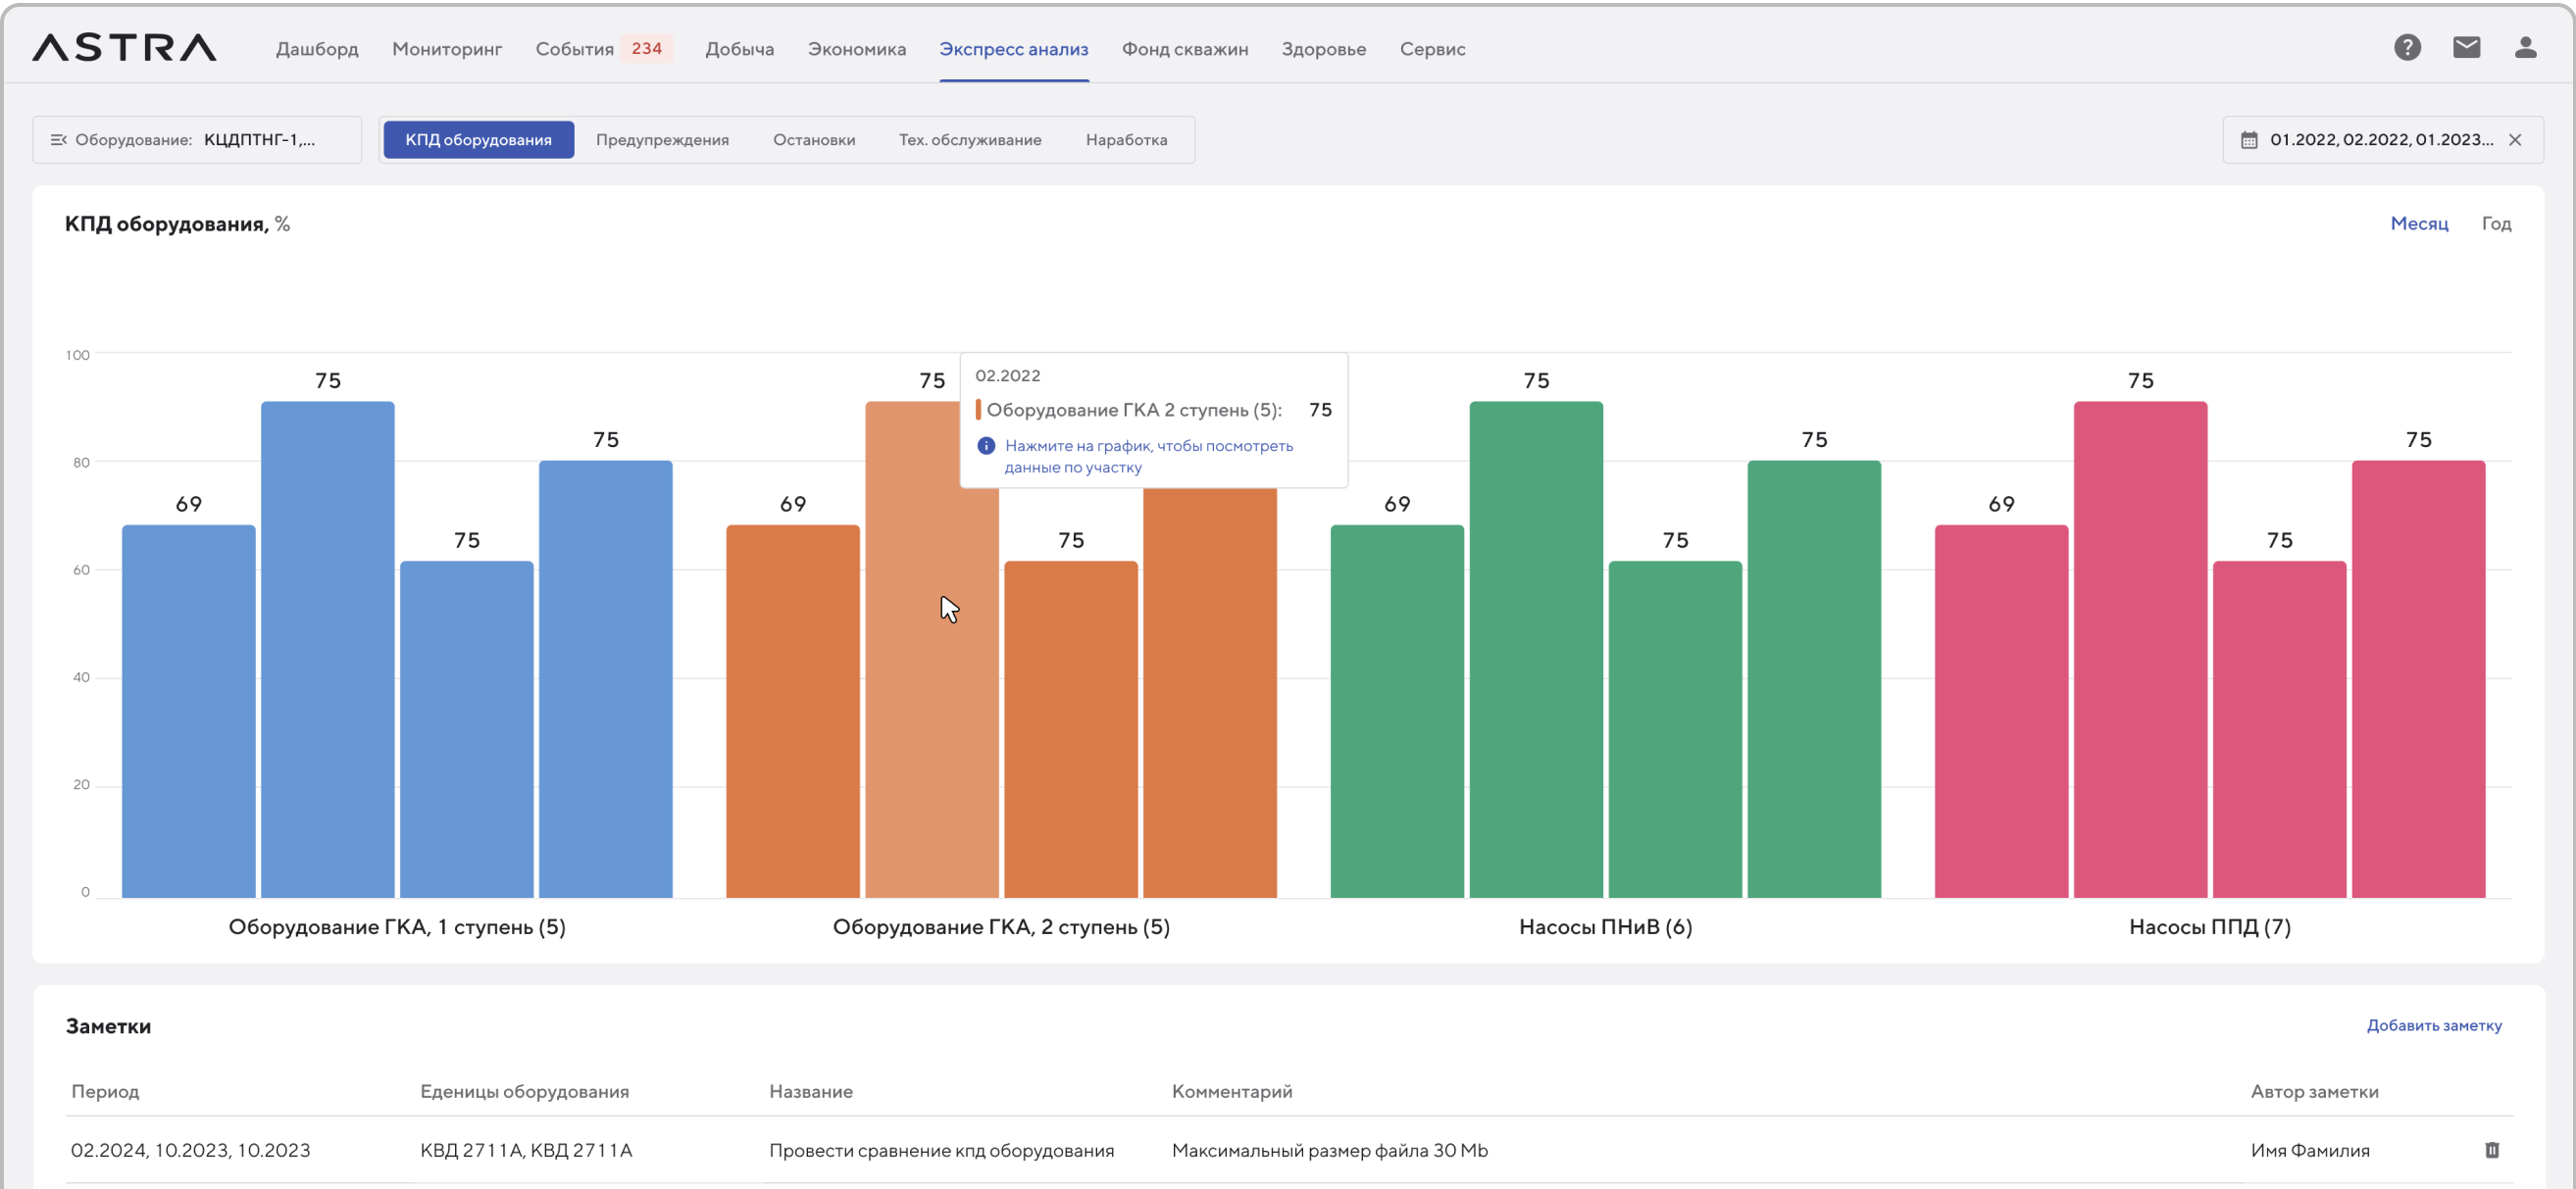 ASTRA
Дашборд Мониторинг События 234 Добыча Экономика Экспресс анализ Фонд скважин Здоровье Сервис
Оборудование: КЦДПТНГ-1,...
КПД оборудования Предупреждения Остановки Тех. обслуживание Наработка
01.2022, 02.2022, 01.2023...
КПД оборудования, %
Месяц Год
100
80
60
40
20
0
69 75 75 75
69 75 75
69 75 75 75
69 75 75 75
02.2022
Оборудование ГКА 2 ступень (5): 75
Нажмите на график, чтобы посмотреть
данные по участку
Оборудование ГКА, 1 ступень (5)
Оборудование ГКА, 2 ступень (5)
Насосы ПНиВ (6)
Насосы ППД (7)
Заметки
Добавить заметку
Период Еденицы оборудования Название Комментарий Автор заметки
02.2024, 10.2023, 10.2023 КВД 2711А, КВД 2711А Провести сравнение кпд оборудования Максимальный размер файла 30 Mb Имя Фамилия